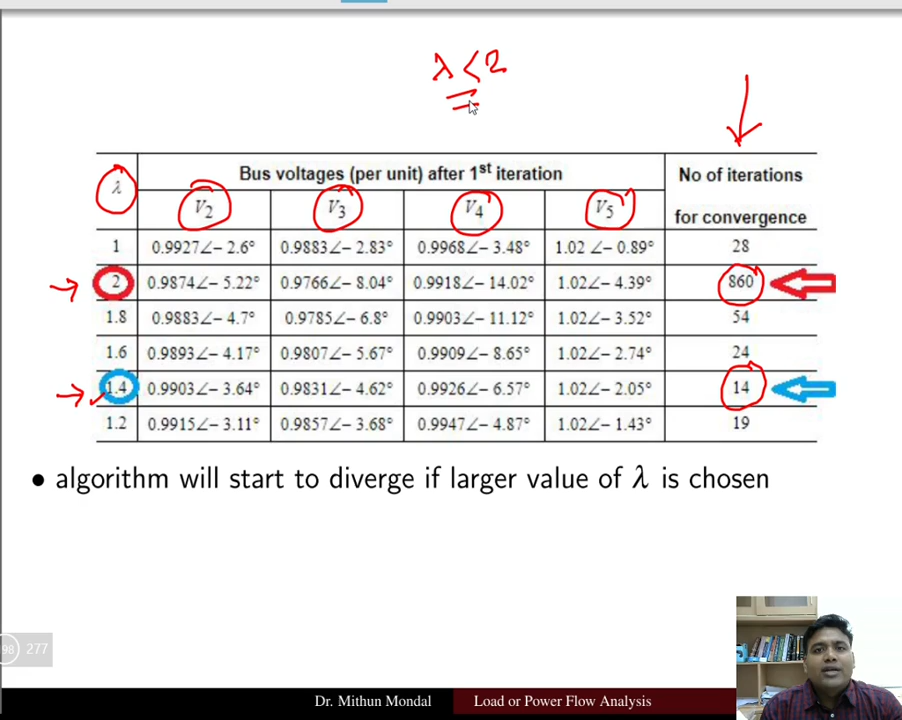 λ < 2
λ Bus voltages (per unit) after 1st iteration No of iterations for convergence
V2 V3 V4 V5
1 0.9927∠− 2.6° 0.9883∠− 2.83° 0.9968∠− 3.48° 1.02 ∠− 0.89° 28
2 0.9874∠− 5.22° 0.9766∠− 8.04° 0.9918∠− 14.02° 1.02∠− 4.39° 860
1.8 0.9883∠− 4.7° 0.9785∠− 6.8° 0.9903∠− 11.12° 1.02∠− 3.52° 54
1.6 0.9893∠− 4.17° 0.9807∠− 5.67° 0.9909∠− 8.65° 1.02∠− 2.74° 24
1.4 0.9903∠− 3.64° 0.9831∠− 4.62° 0.9926∠− 6.57° 1.02∠− 2.05° 14
1.2 0.9915∠− 3.11° 0.9857∠− 3.68° 0.9947∠− 4.87° 1.02∠− 1.43° 19
• algorithm will start to diverge if larger value of λ is chosen
98 277
Dr. Mithun Mondal Load or Power Flow Analysis